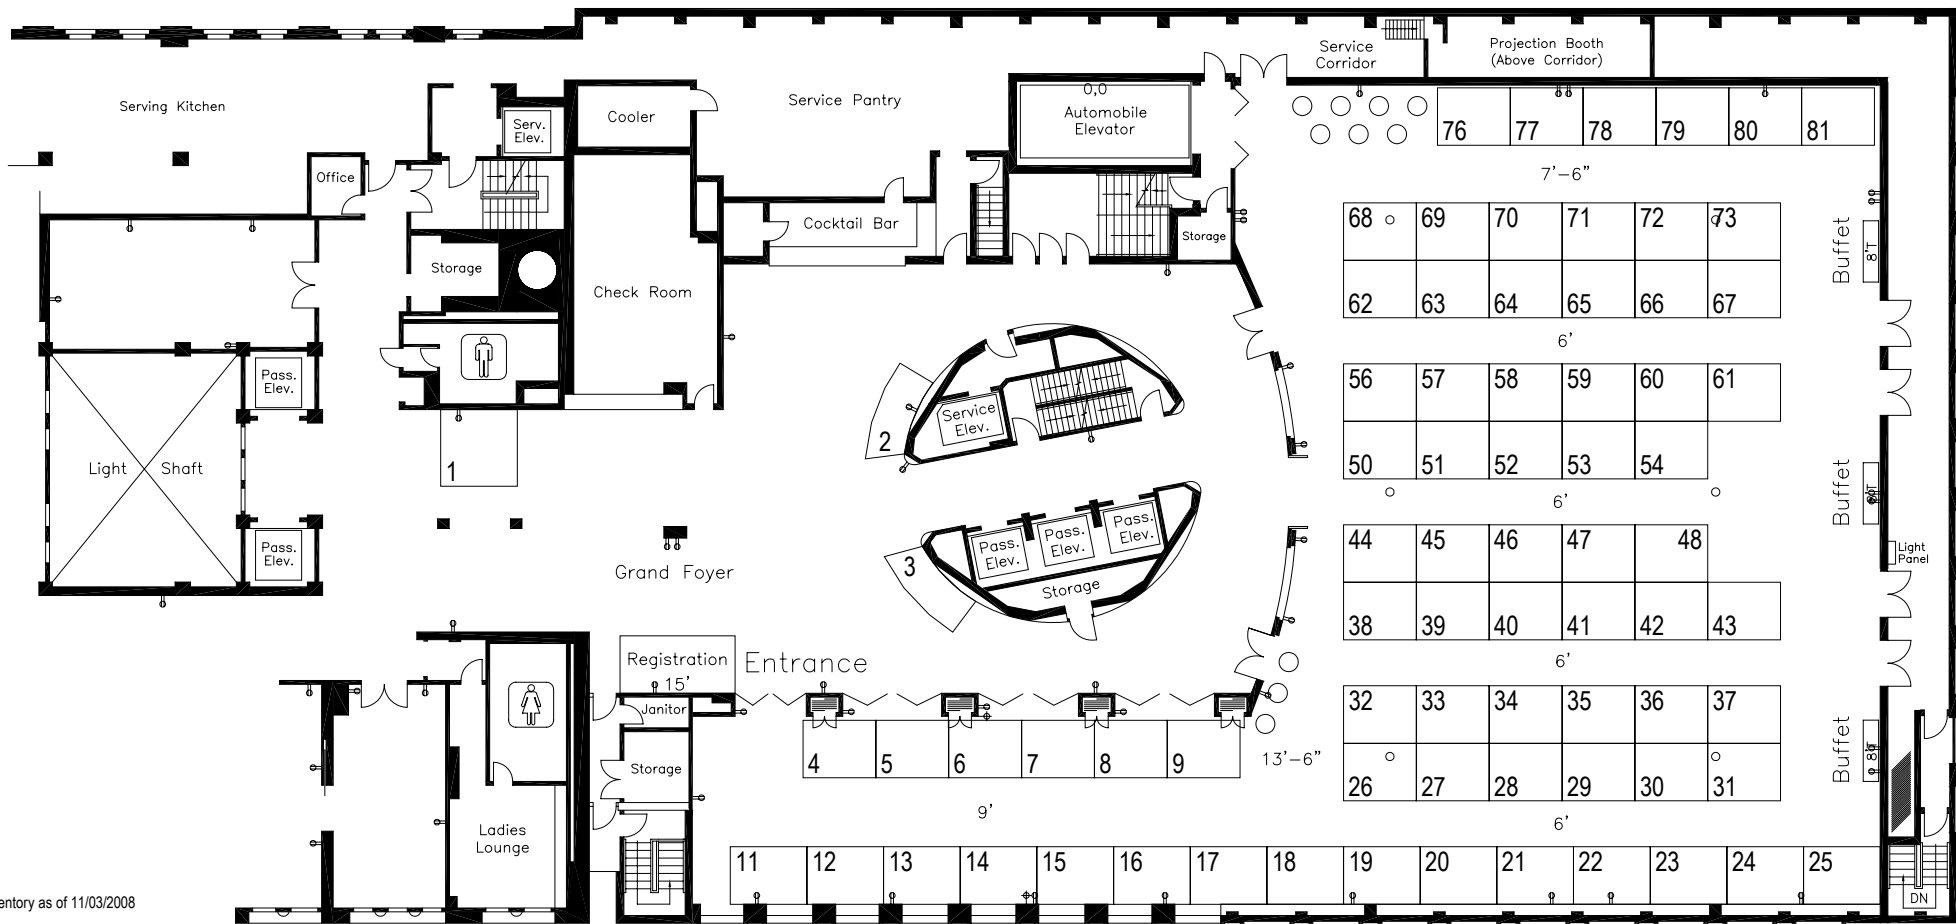 Service
Corridor
Projection Booth
(Above Corridor)
Serving Kitchen
Serv.
Elev.
Cooler
Service Pantry
0,0
Automobile
Elevator
76 77 78 79 80 81
7'-6"
Office
Cocktail Bar
Storage
68 69 70 71 72 73
Buffet
8'T
Storage
Check Room
62 63 64 65 66 67
6'
Pass.
Elev.
56 57 58 59 60 61
Service
Elev.
2
1
Light Shaft
50 51 52 53 54
6'
Buffet
Pass.
Elev.
Pass.
Elev.
Pass.
Elev.
Pass.
Elev.
44 45 46 47 48
Light
Panel
3
Grand Foyer
Storage
38 39 40 41 42 43
6'
Registration
15'
Entrance
Janitor
32 33 34 35 36 37
Buffet
4 5 6 7 8 9
13'-6"
Storage
26 27 28 29 30 31
9'
6'
Ladies
Lounge
11 12 13 14 15 16 17 18 19 20 21 22 23 24 25
DN
entory as of 11/03/2008